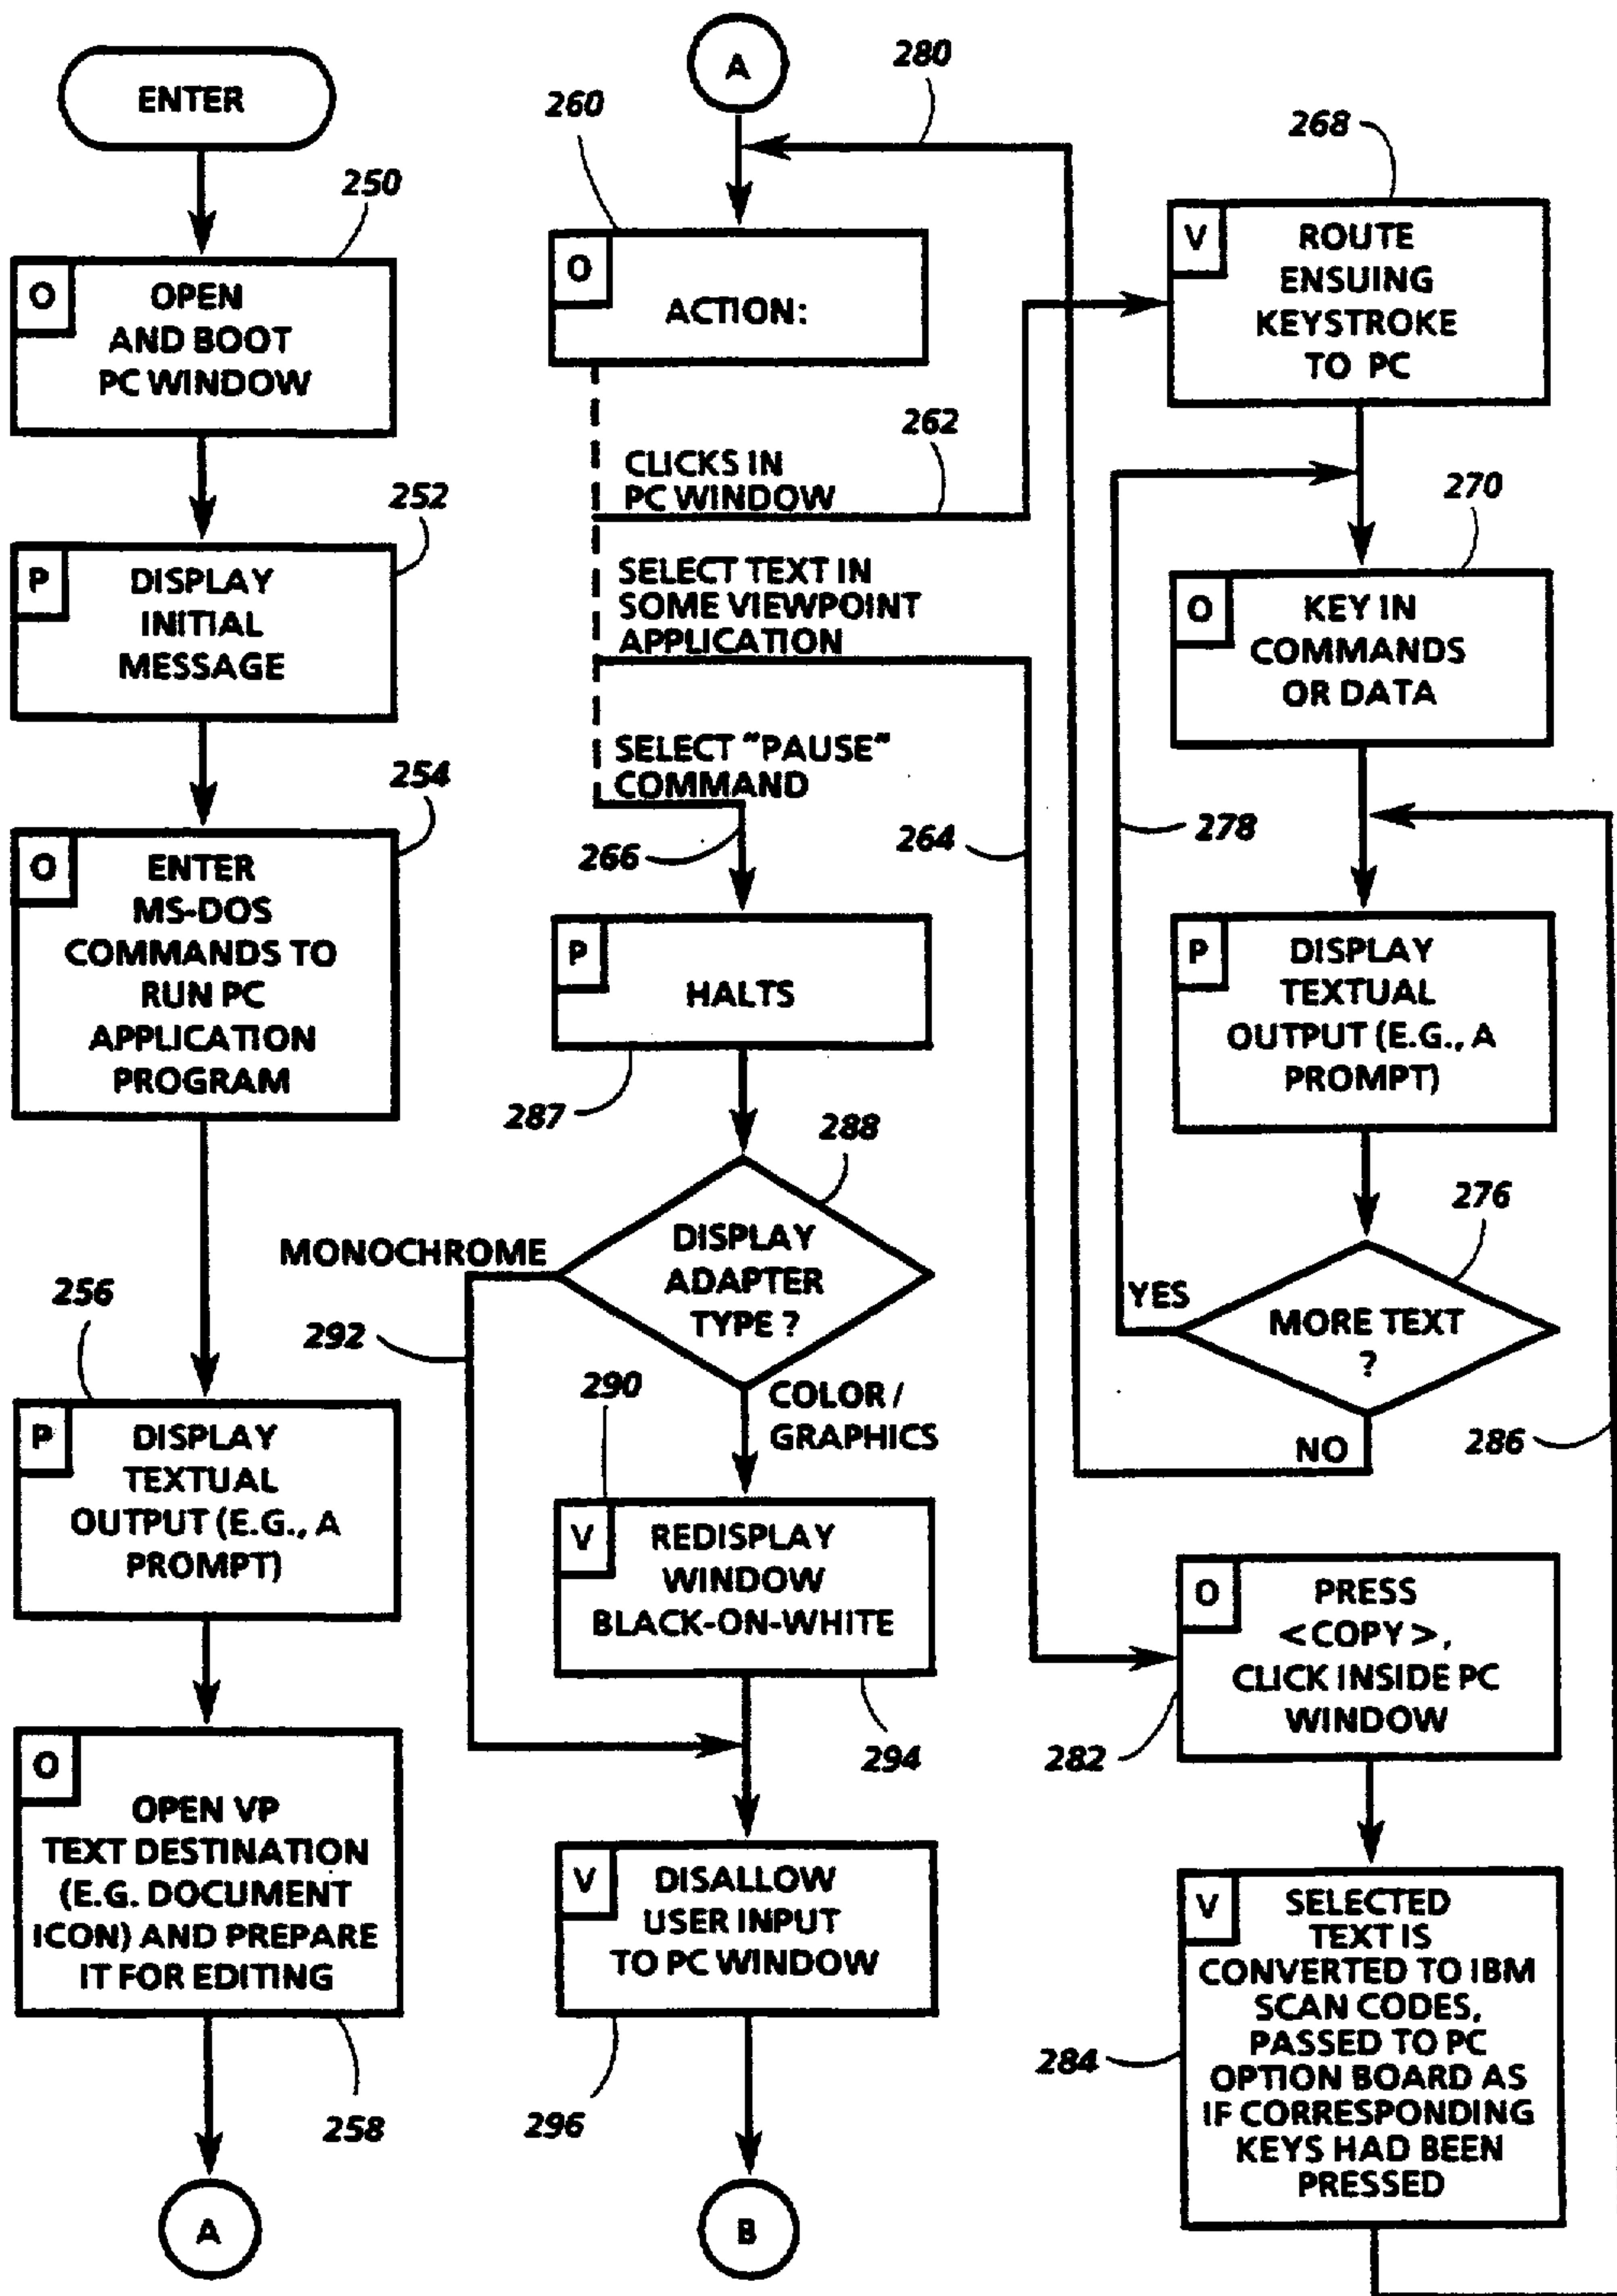 ENTER
250
O
OPEN
AND BOOT
PC WINDOW
252
P
DISPLAY
INITIAL
MESSAGE
254
O
ENTER
MS-DOS
COMMANDS TO
RUN PC
APPLICATION
PROGRAM
256
P
DISPLAY
TEXTUAL
OUTPUT (E.G., A
PROMPT)
O
OPEN VP
TEXT DESTINATION
(E.G. DOCUMENT
ICON) AND PREPARE
IT FOR EDITING
258
A
A
280
260
O
ACTION:
262
CLICKS IN
PC WINDOW
SELECT TEXT IN
SOME VIEWPOINT
APPLICATION
SELECT "PAUSE"
COMMAND
264
266
P
HALTS
287
288
DISPLAY
ADAPTER
TYPE ?
MONOCHROME
292
COLOR /
GRAPHICS
290
V
REDISPLAY
WINDOW
BLACK-ON-WHITE
294
V
DISALLOW
USER INPUT
TO PC WINDOW
296
B
268
V
ROUTE
ENSUING
KEYSTROKE
TO PC
270
O
KEY IN
COMMANDS
OR DATA
278
P
DISPLAY
TEXTUAL
OUTPUT (E.G., A
PROMPT)
276
YES
MORE TEXT
?
NO
286
O
PRESS
<COPY>,
CLICK INSIDE PC
WINDOW
282
V
SELECTED
TEXT IS
CONVERTED TO IBM
SCAN CODES,
PASSED TO PC
OPTION BOARD AS
IF CORRESPONDING
KEYS HAD BEEN
PRESSED
284